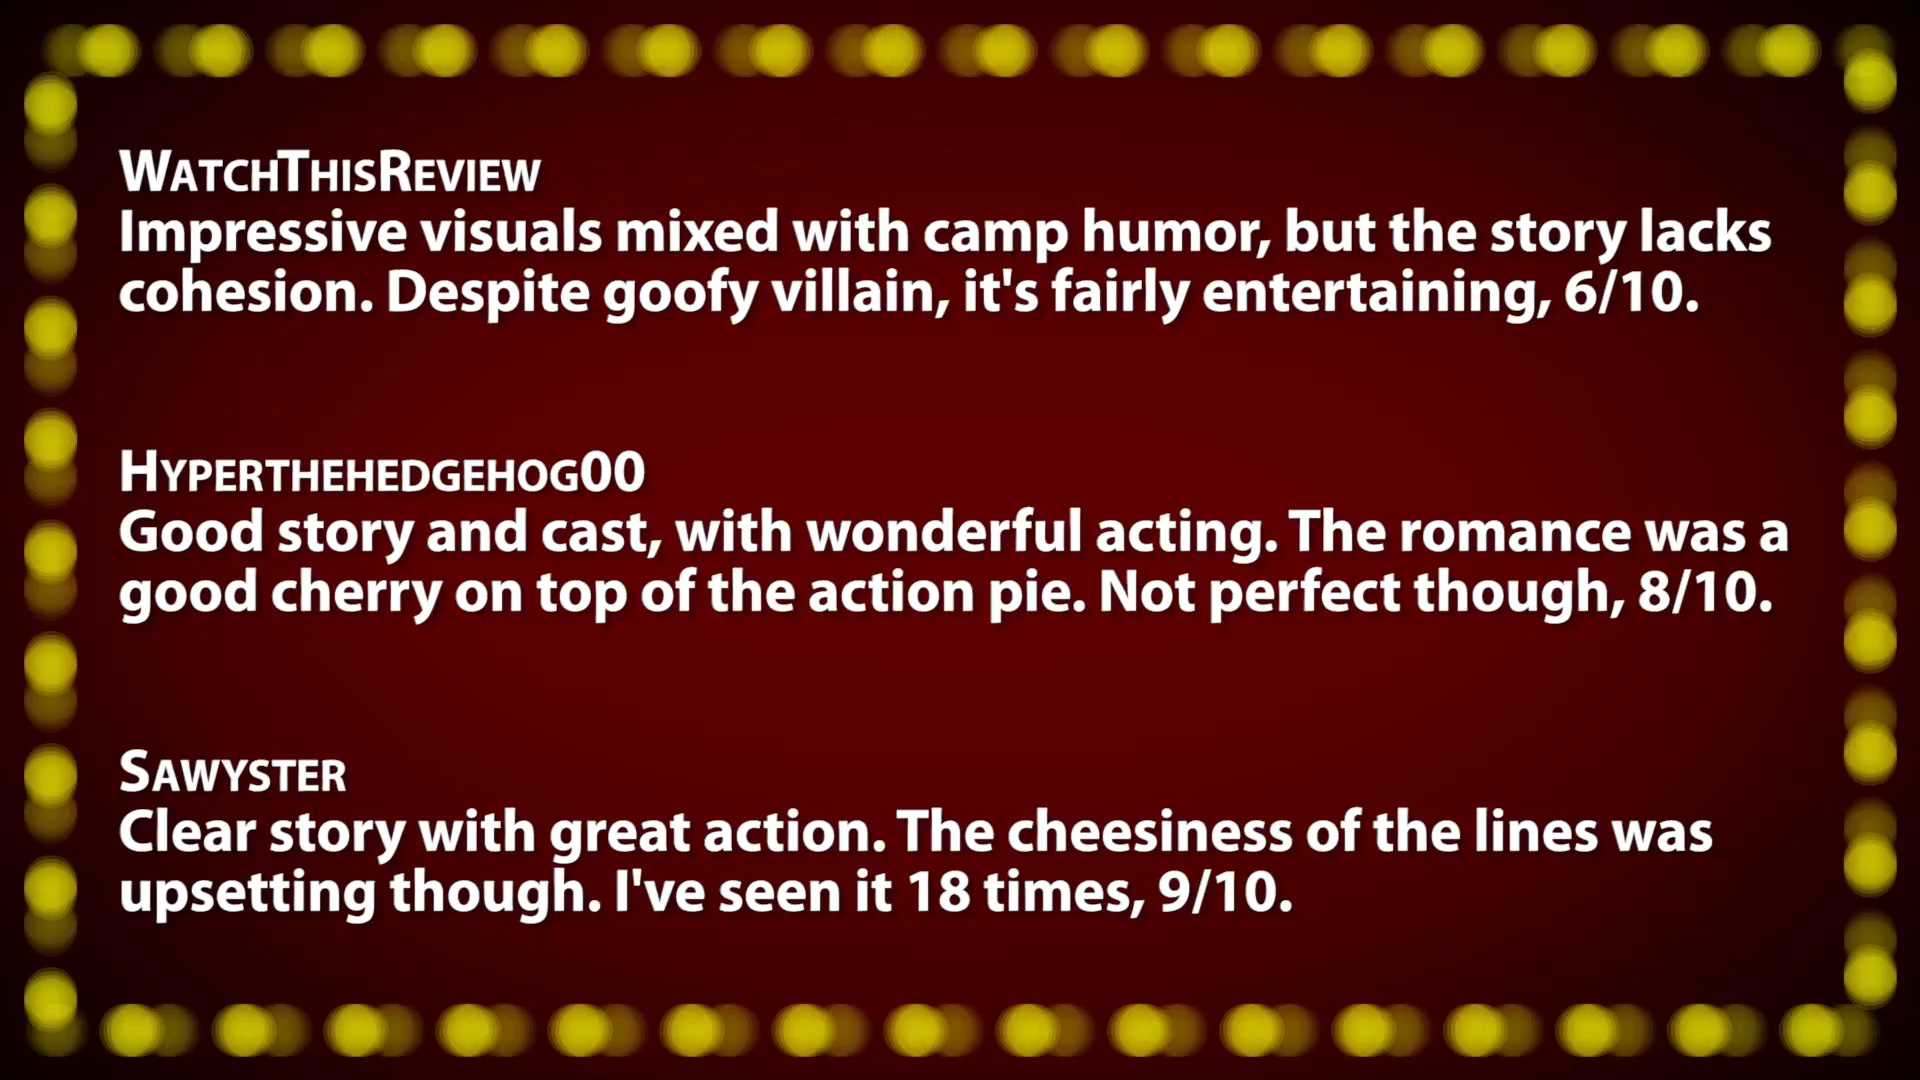 WatchThisReview
Impressive visuals mixed with camp humor, but the story lacks
cohesion. Despite goofy villain, it's fairly entertaining, 6/10.
Hyperthehedgehog00
Good story and cast, with wonderful acting. The romance was a
good cherry on top of the action pie. Not perfect though, 8/10.
Sawyster
Clear story with great action. The cheesiness of the lines was
upsetting though. I've seen it 18 times, 9/10.